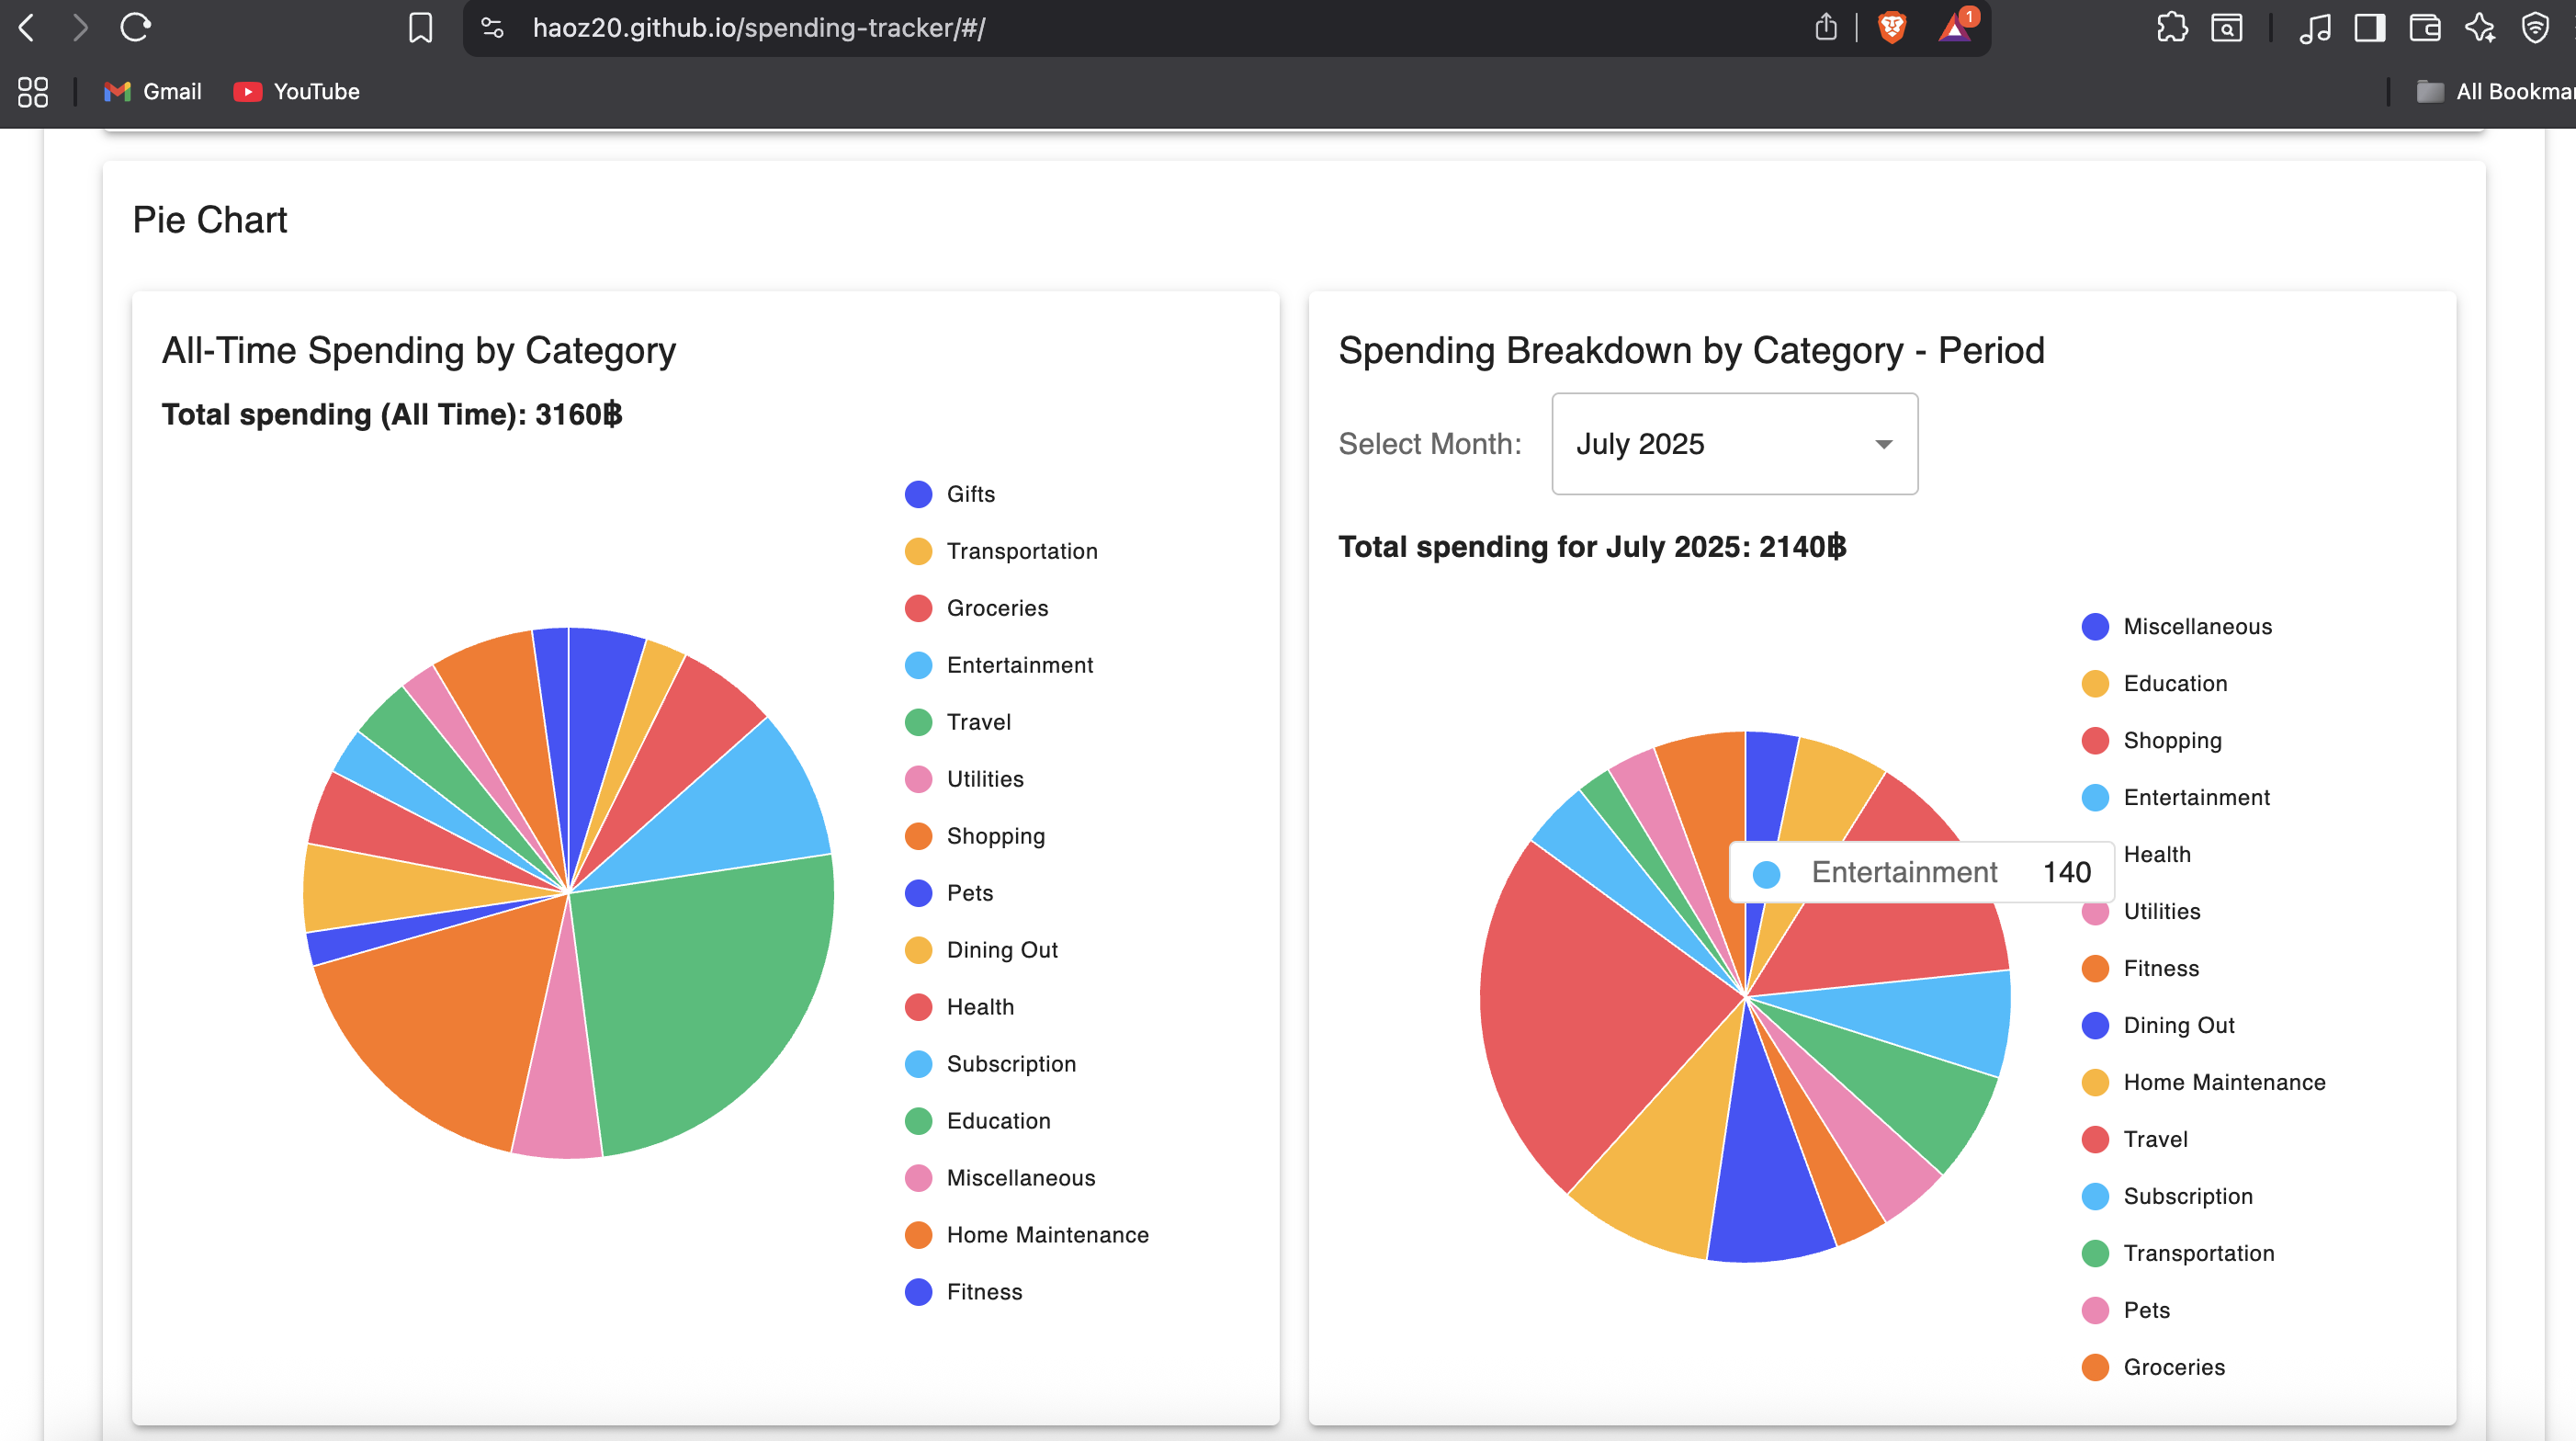 haoz20.github.io/spending-tracker/#/
1
Gmail
YouTube
All Bookmar
Pie Chart
All-Time Spending by Category
Total spending (All Time): 3160฿
Gifts
Transportation
Groceries
Entertainment
Travel
Utilities
Shopping
Pets
Dining Out
Health
Subscription
Education
Miscellaneous
Home Maintenance
Fitness
Spending Breakdown by Category - Period
Select Month:
July 2025
Total spending for July 2025: 2140฿
Miscellaneous
Education
Shopping
Entertainment
Health
Entertainment 140
Utilities
Fitness
Dining Out
Home Maintenance
Travel
Subscription
Transportation
Pets
Groceries